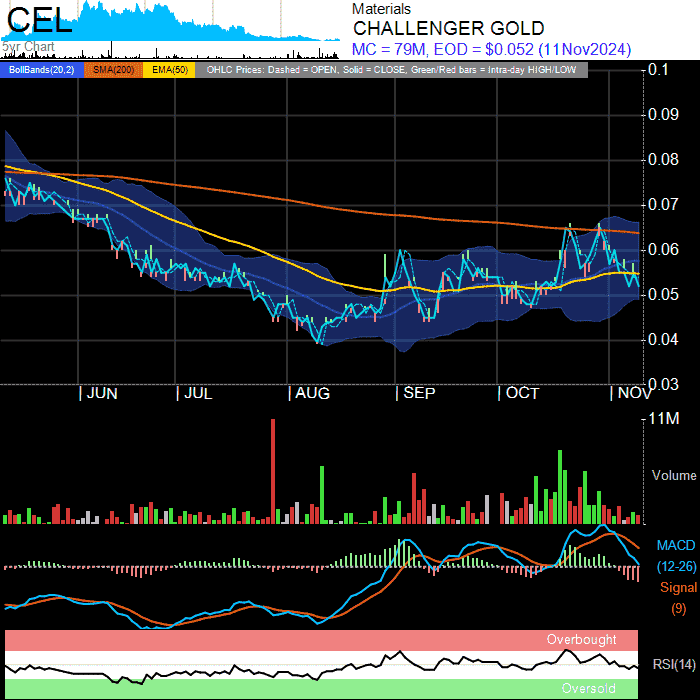 CEL
5yr Chart
Materials
CHALLENGER GOLD
MC = 79M, EOD = $0.052 (11Nov2024)
BollBands(20,2) SMA(200) EMA(50) OHLC Prices: Dashed = OPEN, Solid = CLOSE, Green/Red bars = Intra-day HIGH/LOW
0.1
0.09
0.08
0.07
0.06
0.05
0.04
0.03
JUN JUL AUG SEP OCT NOV
11M
Volume
MACD
(12-26)
Signal
(9)
Overbought
RSI(14)
Oversold